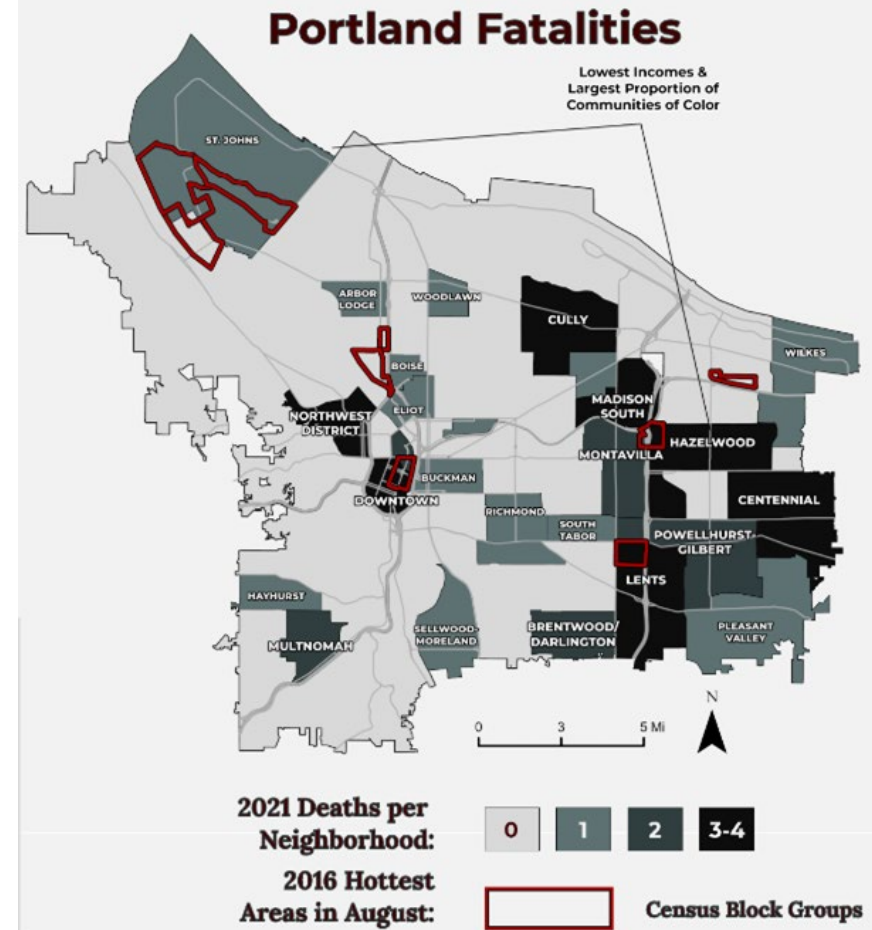 Portland Fatalities
Lowest Incomes &
Largest Proportion of
Communities of Color
ST. JOHNS
ARBOR
LODGE
WOODLAWN
CULLY
WILKES
BOISE
MADISON
SOUTH
ELIOT
NORTHWEST
DISTRICT
HAZELWOOD
MONTAVILLA
BUCKMAN
DOWNTOWN
CENTENNIAL
RICHMOND
SOUTH
TABOR
POWELLHURST-
GILBERT
LENTS
HAYHURST
SELLWOOD-
MORELAND
BRENTWOOD/
DARLINGTON
PLEASANT
VALLEY
MULTNOMAH
N
0 3 5 Mi
2021 Deaths per
Neighborhood:
0 1 2 3-4
2016 Hottest
Areas in August:
Census Block Groups